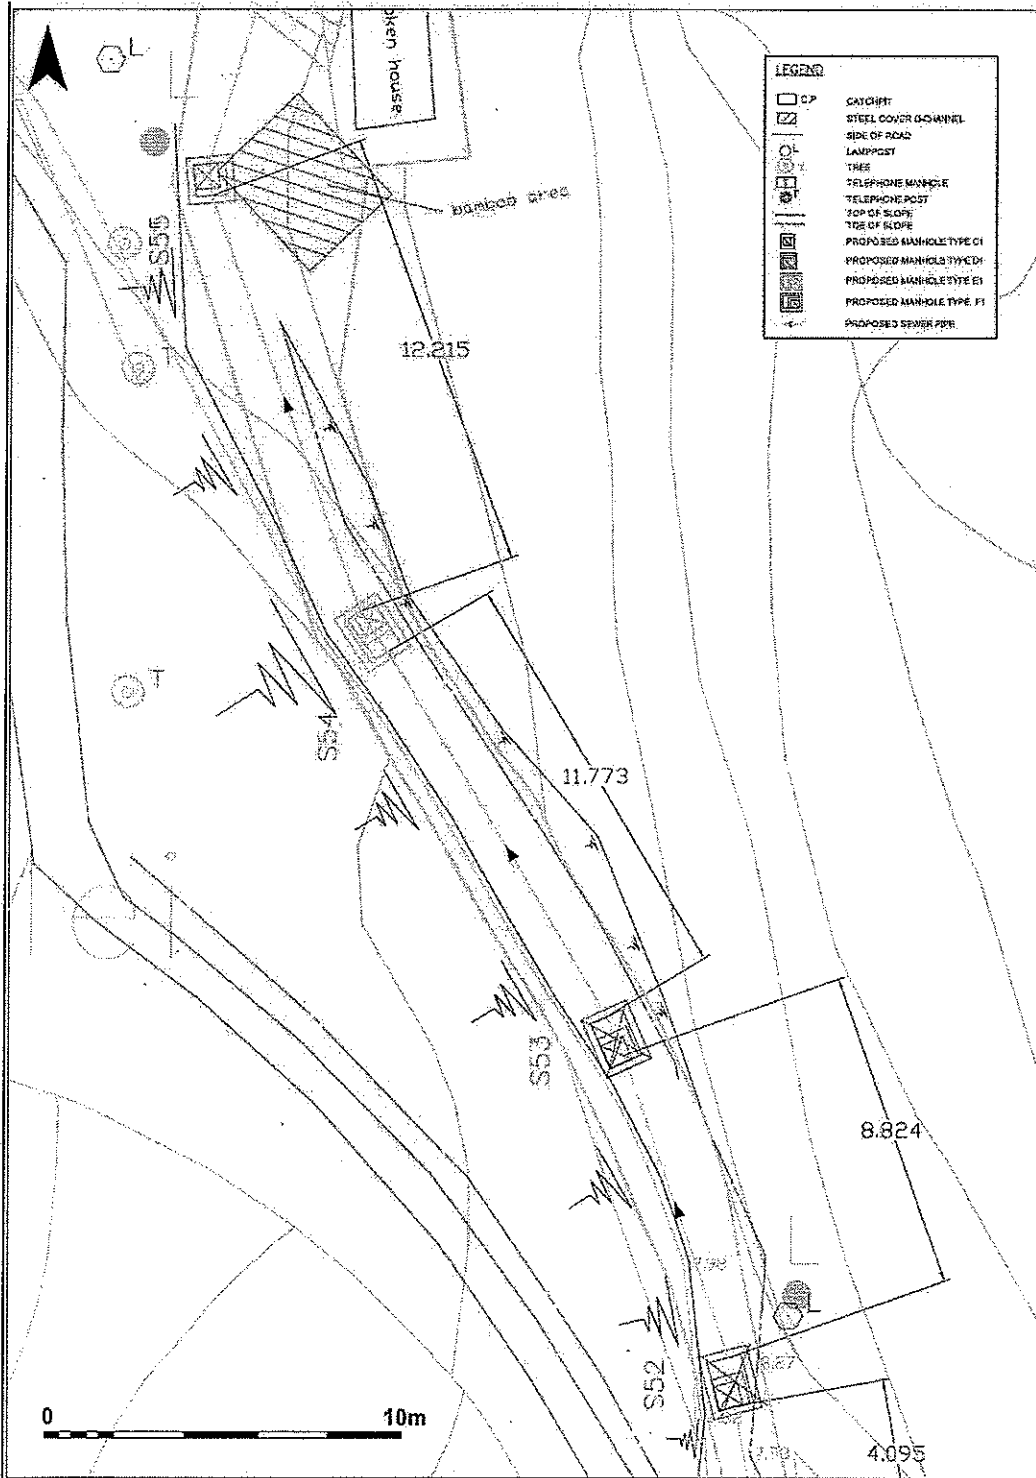 L
oken house
LEGEND
CP CATCHPIT
STEEL COVER U-CHANNEL
SIDE OF ROAD
L LAMPPOST
TREE
TELEPHONE MANHOLE
T TELEPHONE POST
TOP OF SLOPE
TOE OF SLOPE
PROPOSED MANHOLE TYPE C1
PROPOSED MANHOLE TYPE D1
PROPOSED MANHOLE TYPE E1
PROPOSED MANHOLE TYPE F1
PROPOSED SEWER PIPE
bamboo area
S55
T
12.215
T
S54
11.773
S53
8.824
L
S52
0 10m
4.095